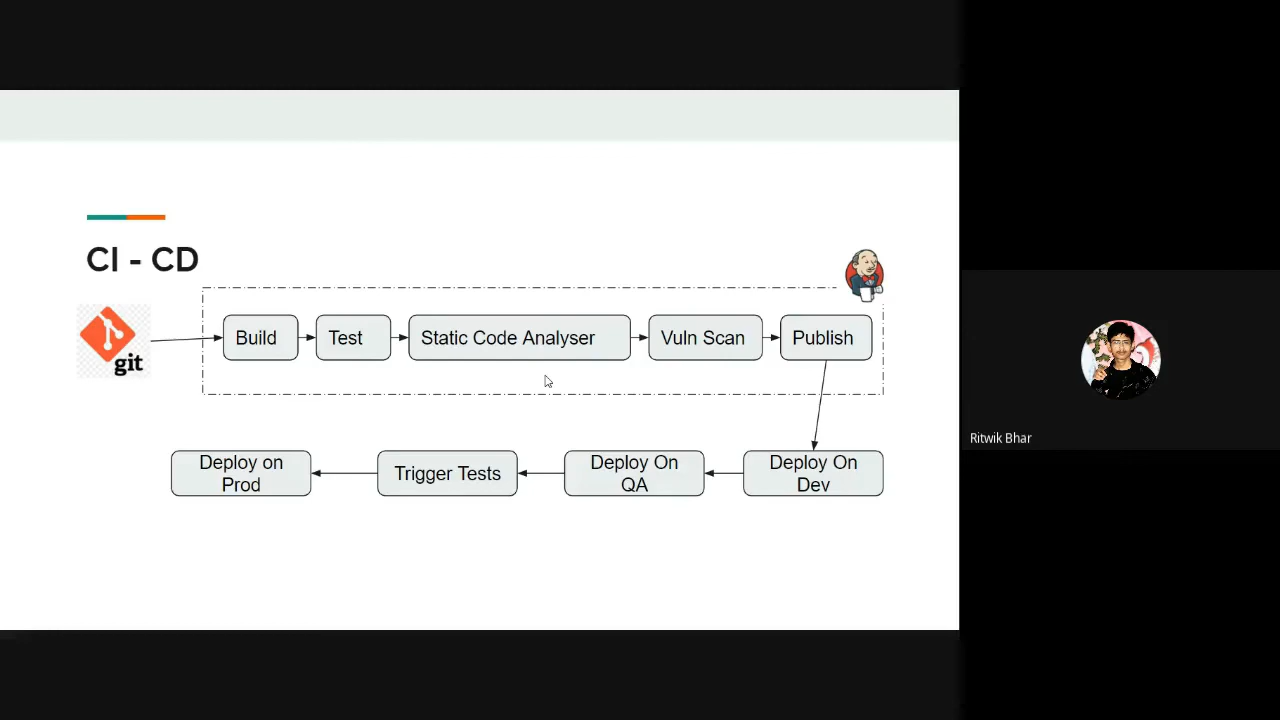 CI - CD
git
Build
Test
Static Code Analyser
Vuln Scan
Publish
Deploy on
Prod
Trigger Tests
Deploy On
QA
Deploy On
Dev
Ritwik Bhar